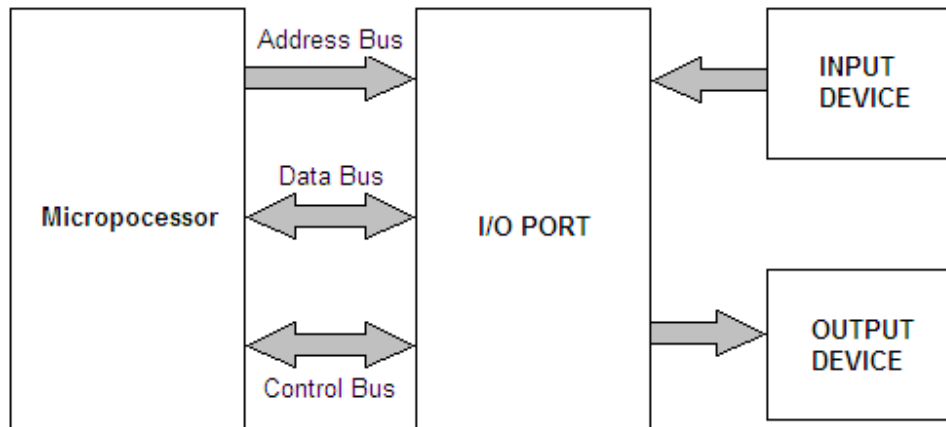 Address Bus
INPUT
DEVICE
Data Bus
Micropocessor
I/O PORT
OUTPUT
DEVICE
Control Bus